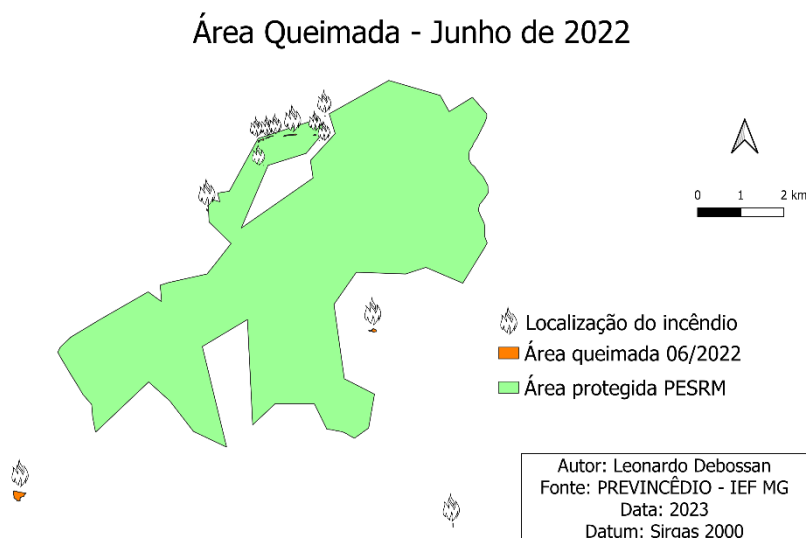 Área Queimada - Junho de 2022
0 1 2 km
Localização do incêndio
Área queimada 06/2022
Área protegida PESRM
Autor: Leonardo Debossan
Fonte: PREVINCÊDIO - IEF MG
Data: 2023
Datum: Sirgas 2000